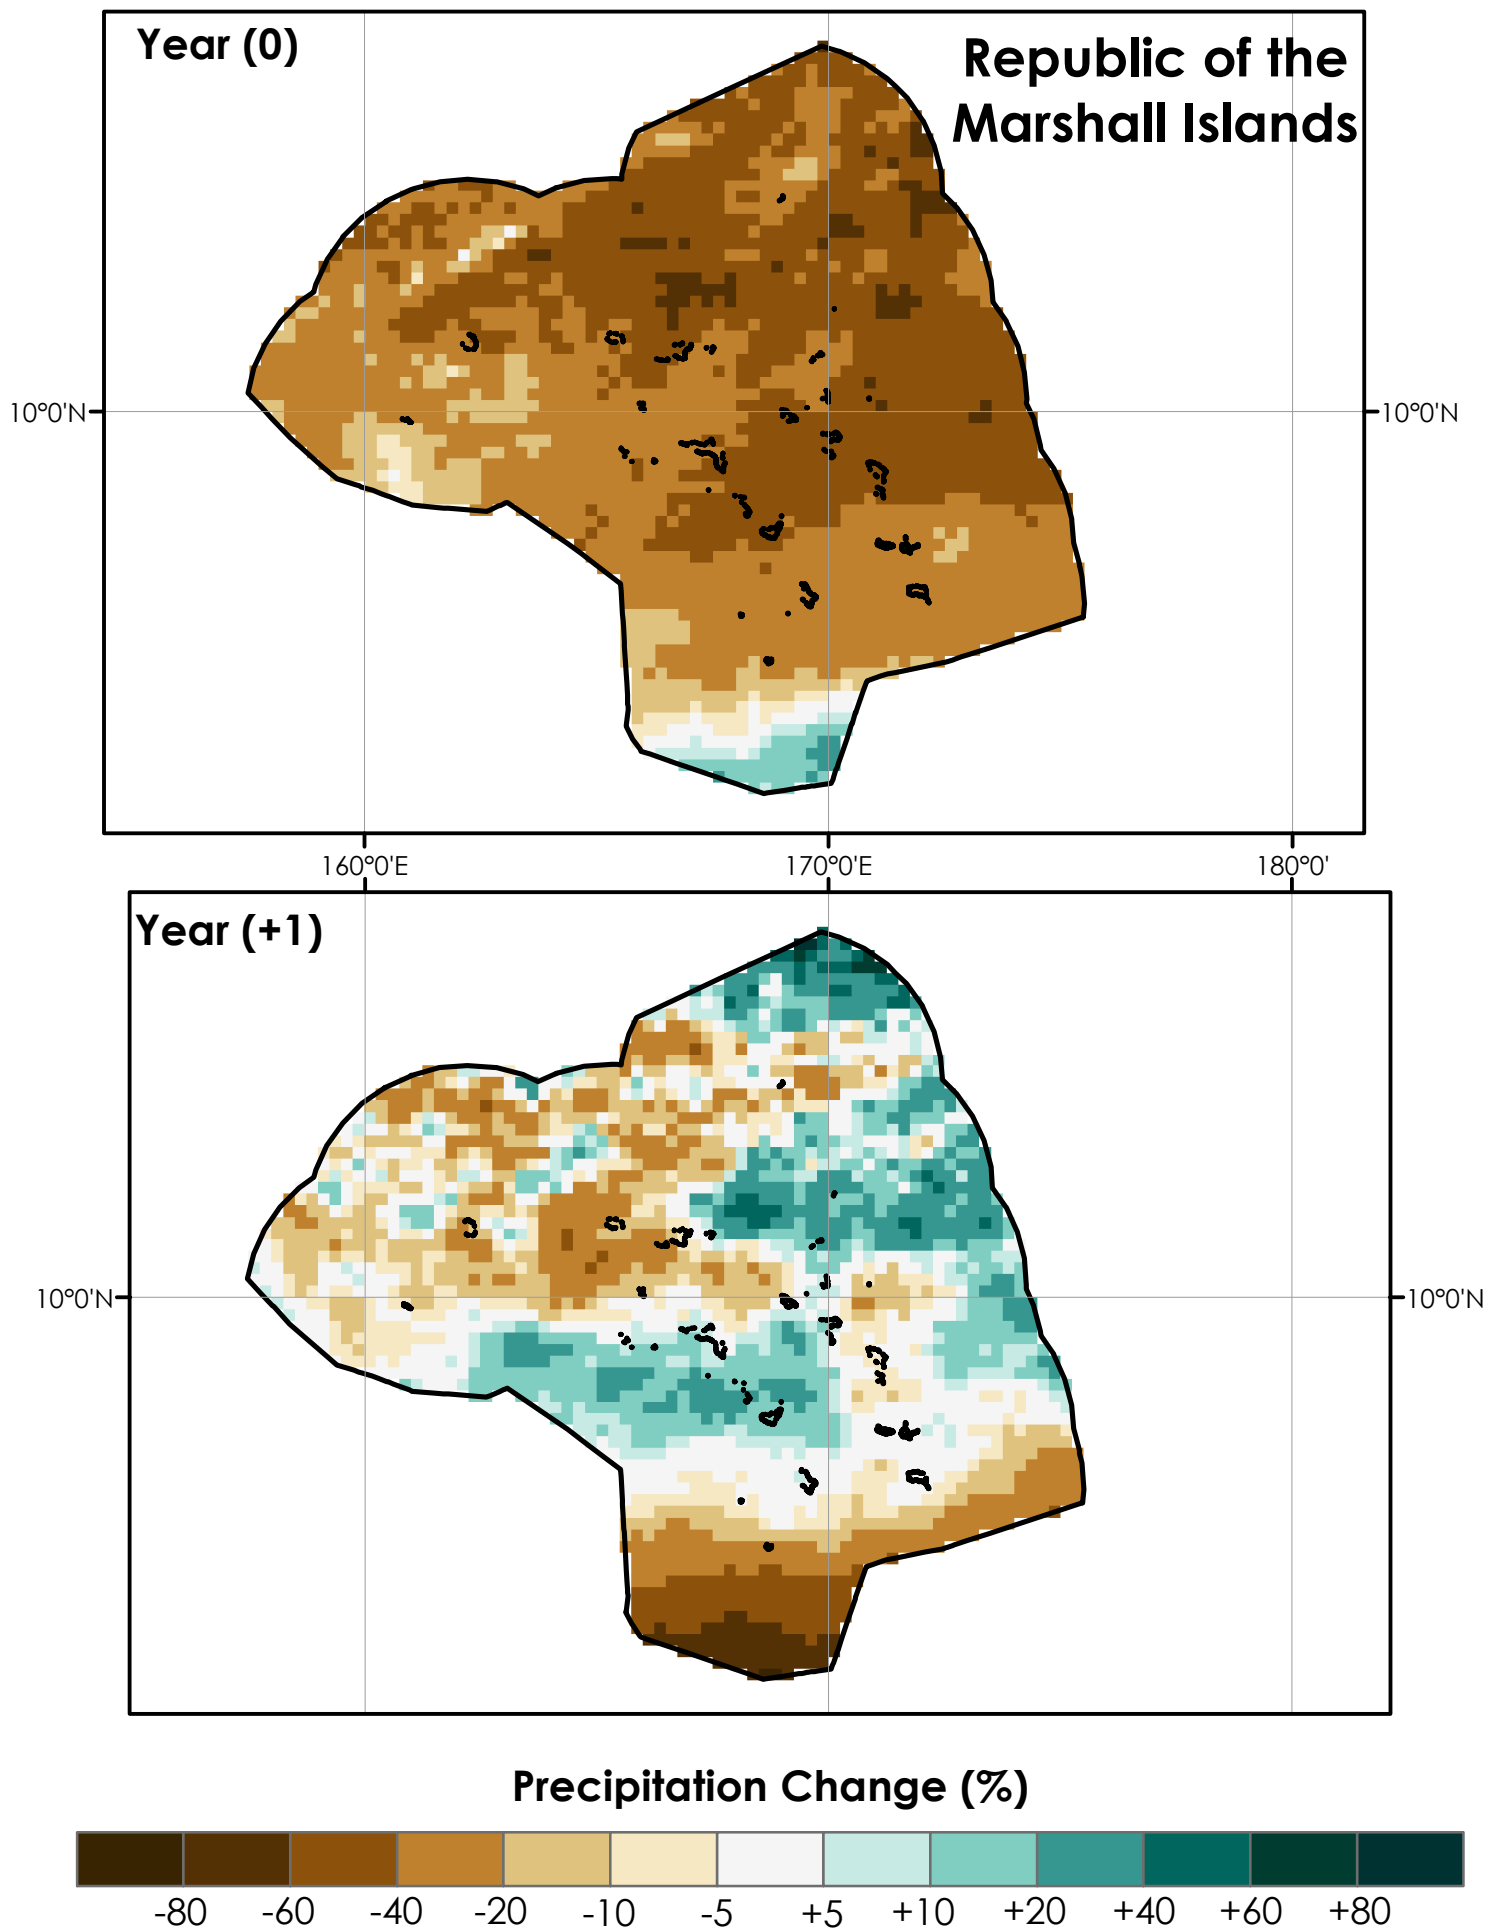 Year (0)
Republic of the
Marshall Islands
10°0'N
10°0'N
160°0'E
170°0'E
180°0'
Year (+1)
10°0'N
10°0'N
Precipitation Change (%)
-80 -60 -40 -20 -10 -5 +5 +10 +20 +40 +60 +80